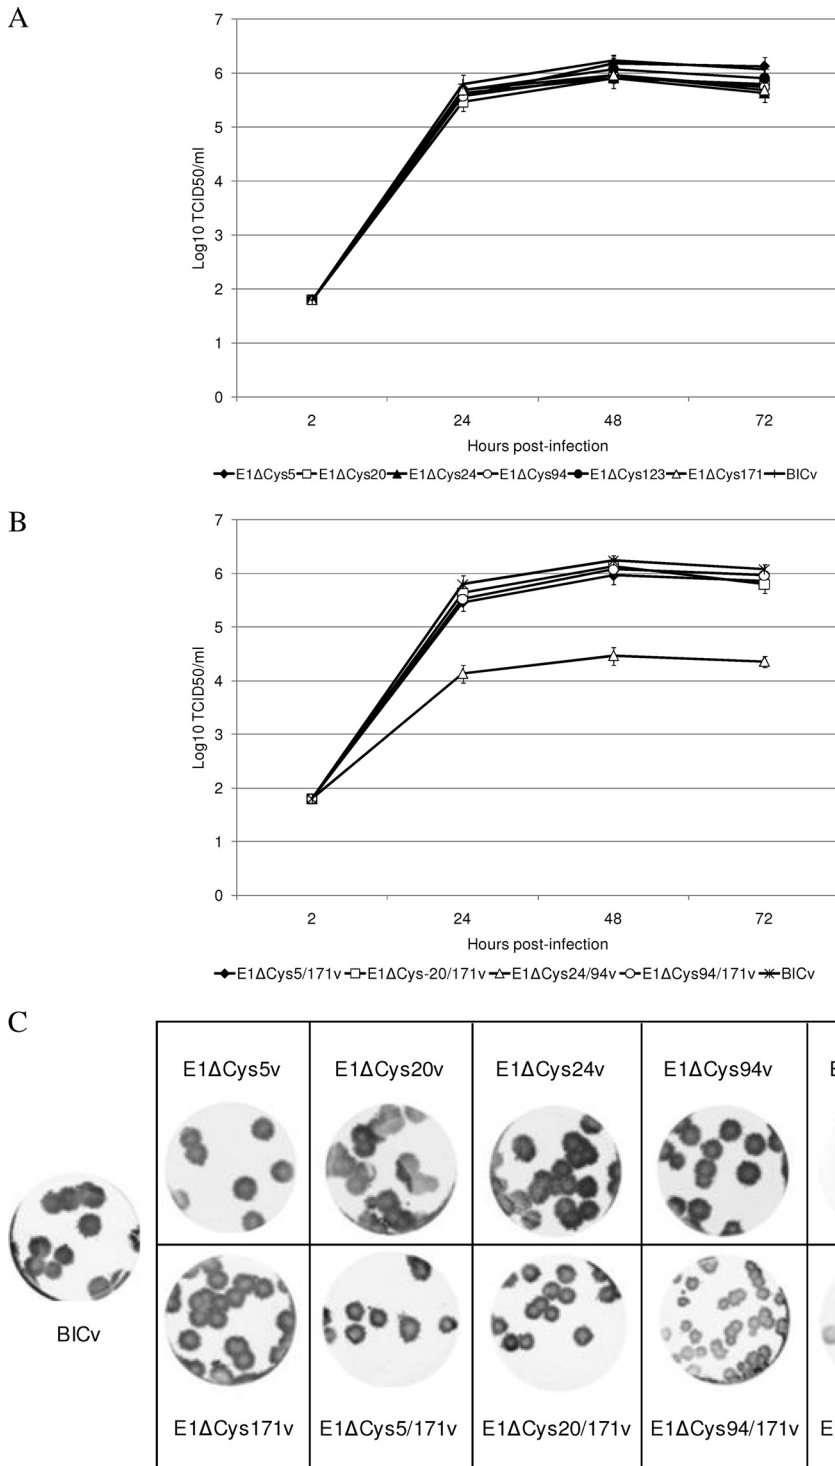 A
7
6
5
4
3
2
1
0
Log10 TCID50/ml
2 24 48 72
Hours post-infection
E1ΔCys5 E1ΔCys20 E1ΔCys24 E1ΔCys94 E1ΔCys123 E1ΔCys171 BICv
B
7
6
5
4
3
2
1
0
Log10 TCID50/ml
2 24 48 72
Hours post-infection
E1ΔCys5/171v E1ΔCys-20/171v E1ΔCys24/94v E1ΔCys94/171v BICv
C
E1ΔCys5v E1ΔCys20v E1ΔCys24v E1ΔCys94v
BICv
E1ΔCys171v E1ΔCys5/171v E1ΔCys20/171v E1ΔCys94/171v